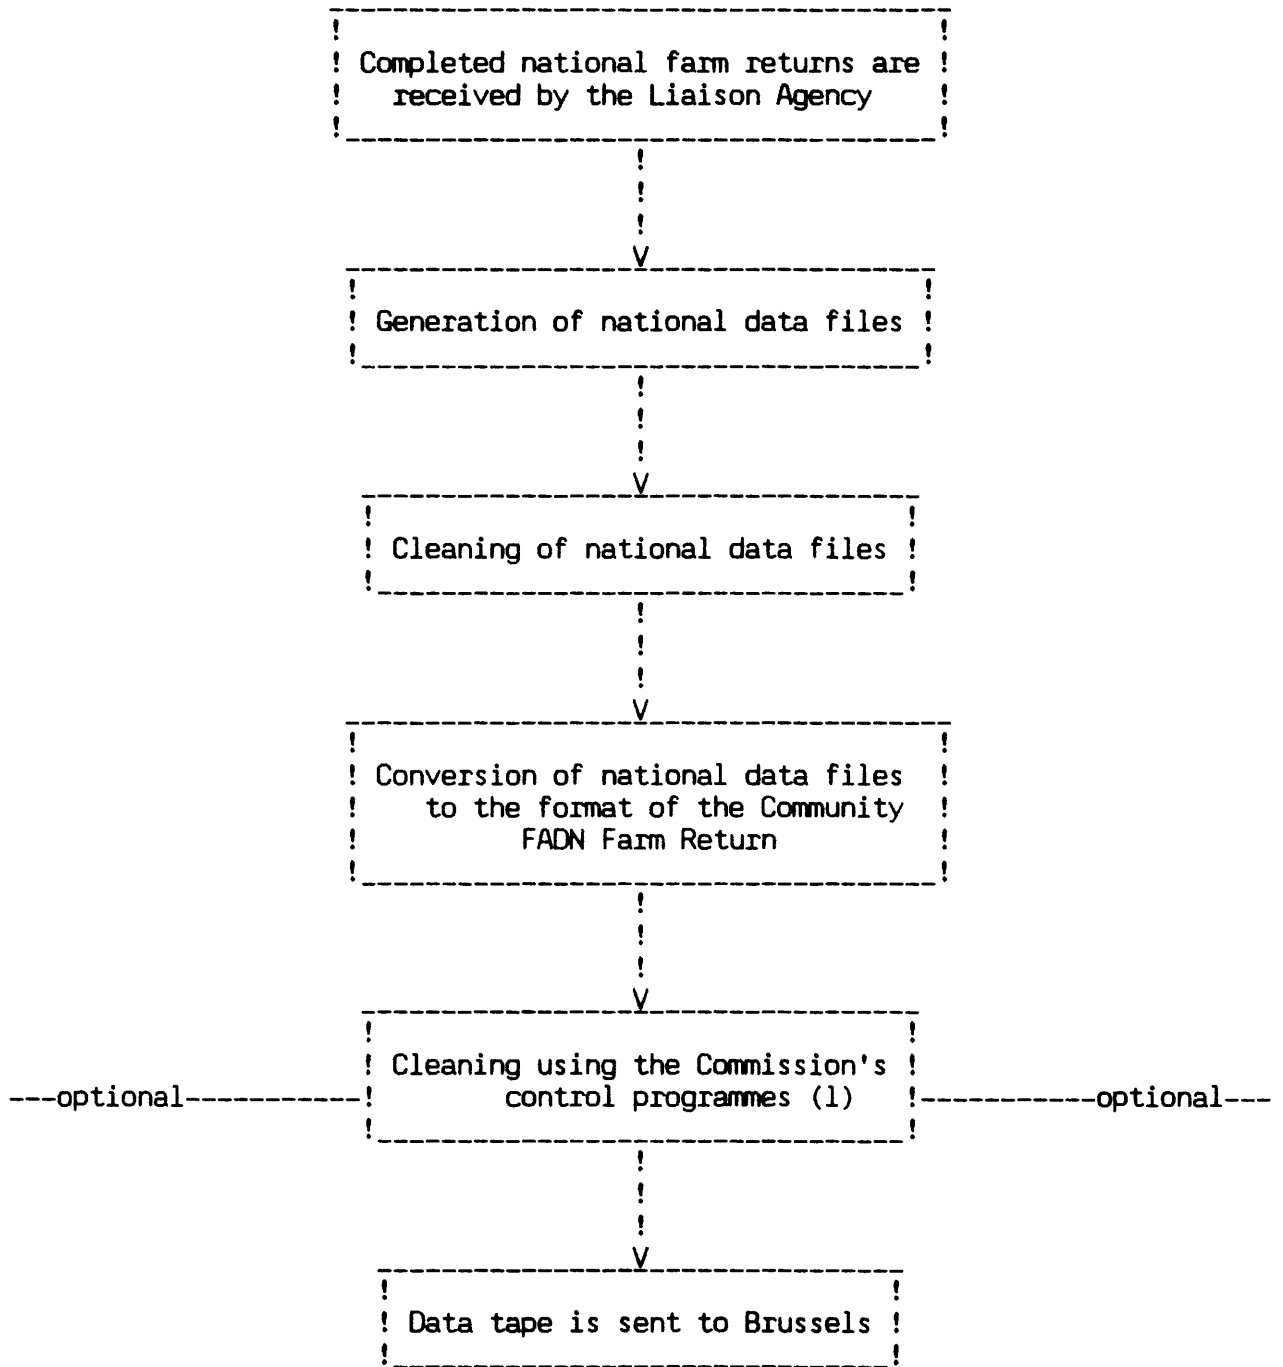 Completed national farm returns are
received by the Liaison Agency
Generation of national data files
Cleaning of national data files
Conversion of national data files
to the format of the Community
FADN Farm Return
Cleaning using the Commission's
---optional----------- control programmes (1) -----------optional---
Data tape is sent to Brussels